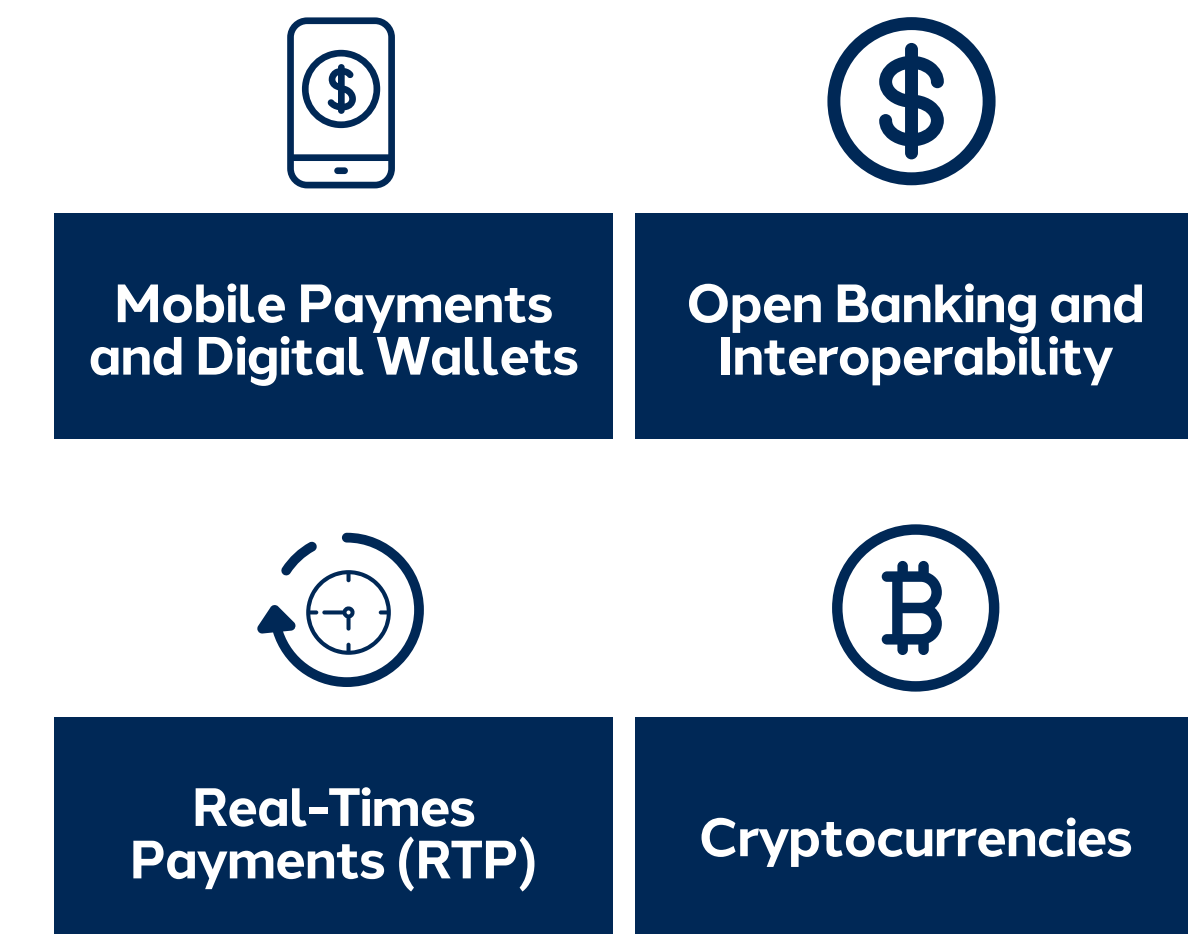 Mobile Payments
and Digital Wallets
Open Banking and
Interoperability
Real-Times
Payments (RTP)
Cryptocurrencies